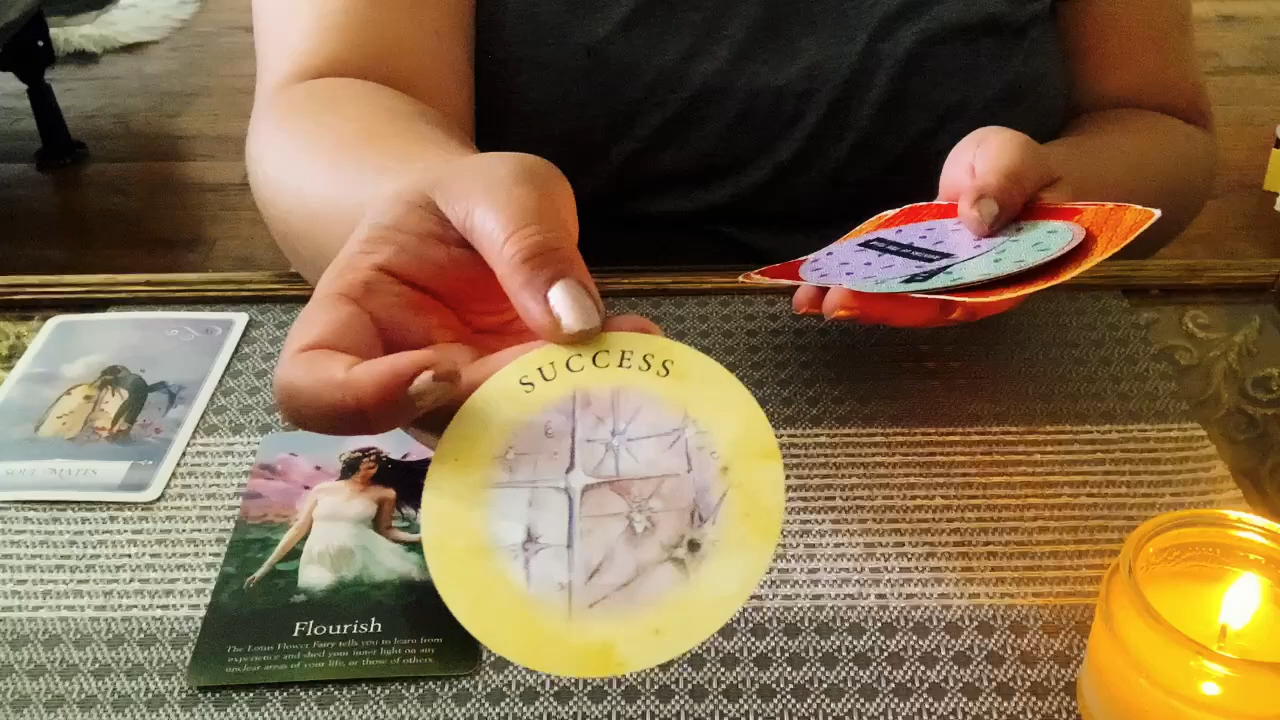 SUCCESS
SOUL MATES
Flourish
The Lotus Flower Fairy tells you to learn from
experience and shed your inner light on any
unclear areas of your life, or those of others.